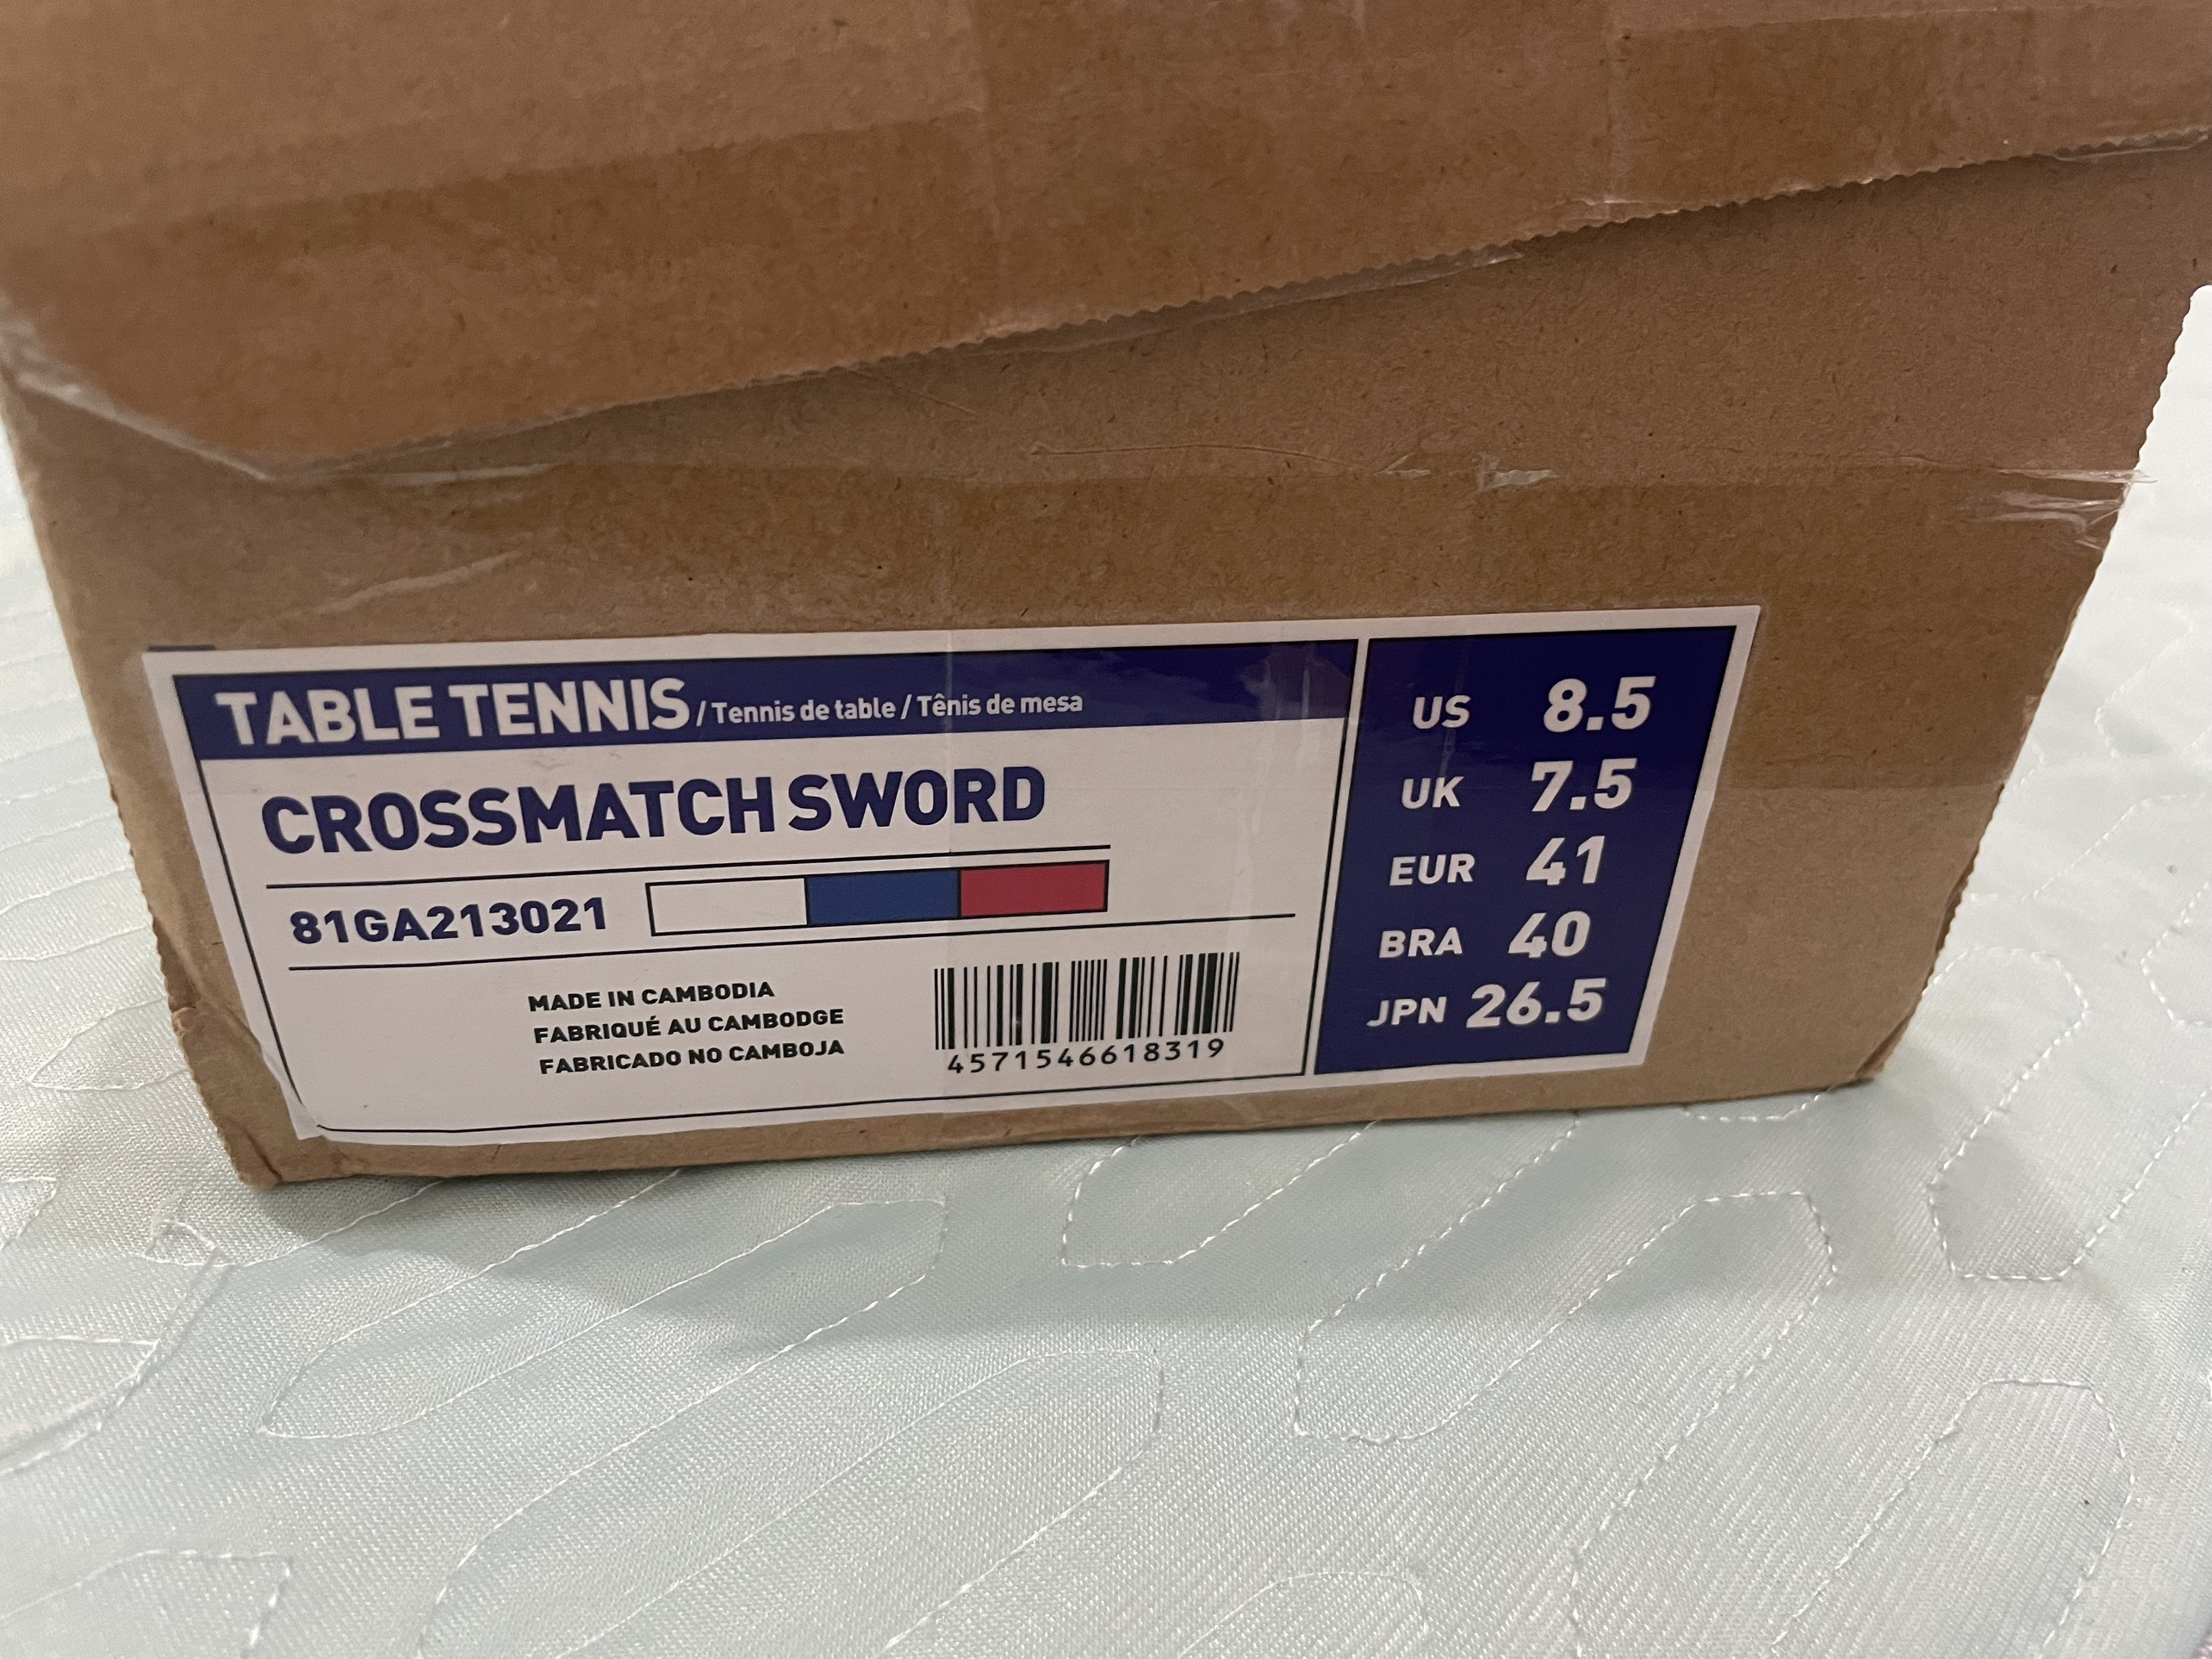 TABLE TENNIS / Tennis de table / Tênis de mesa
CROSSMATCH SWORD
81GA213021
MADE IN CAMBODIA
FABRIQUÉ AU CAMBODGE
FABRICADO NO CAMBOJA
4571546618319
US 8.5
UK 7.5
EUR 41
BRA 40
JPN 26.5